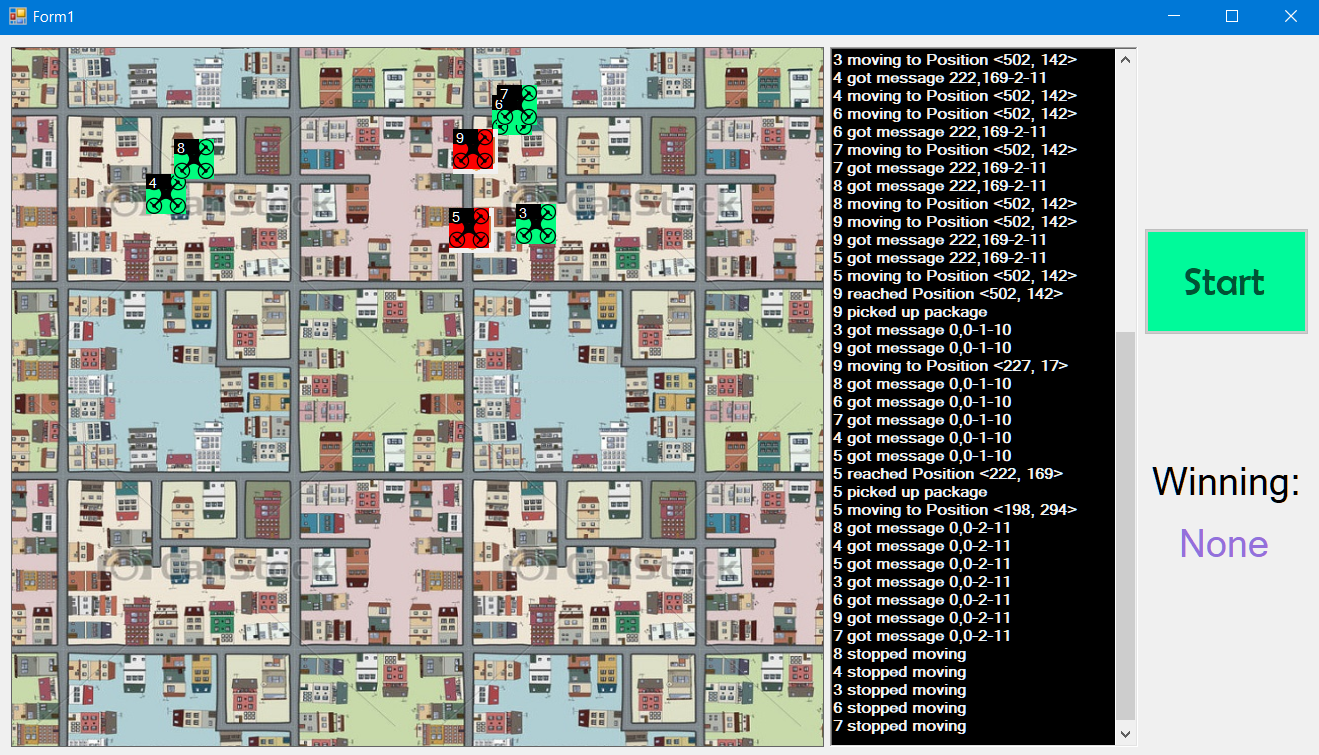 Form1
7
6
9
8
4
5
3
CanStock
CanStock
CanStock
CanStock
3 moving to Position <502, 142>
4 got message 222,169-2-11
4 moving to Position <502, 142>
6 moving to Position <502, 142>
6 got message 222,169-2-11
7 moving to Position <502, 142>
7 got message 222,169-2-11
8 got message 222,169-2-11
8 moving to Position <502, 142>
9 moving to Position <502, 142>
9 got message 222,169-2-11
5 got message 222,169-2-11
5 moving to Position <502, 142>
9 reached Position <502, 142>
9 picked up package
3 got message 0,0-1-10
9 got message 0,0-1-10
9 moving to Position <227, 17>
8 got message 0,0-1-10
6 got message 0,0-1-10
7 got message 0,0-1-10
4 got message 0,0-1-10
5 got message 0,0-1-10
5 reached Position <222, 169>
5 picked up package
5 moving to Position <198, 294>
8 got message 0,0-2-11
4 got message 0,0-2-11
5 got message 0,0-2-11
3 got message 0,0-2-11
6 got message 0,0-2-11
9 got message 0,0-2-11
7 got message 0,0-2-11
8 stopped moving
4 stopped moving
3 stopped moving
6 stopped moving
7 stopped moving
Start
Winning:
None